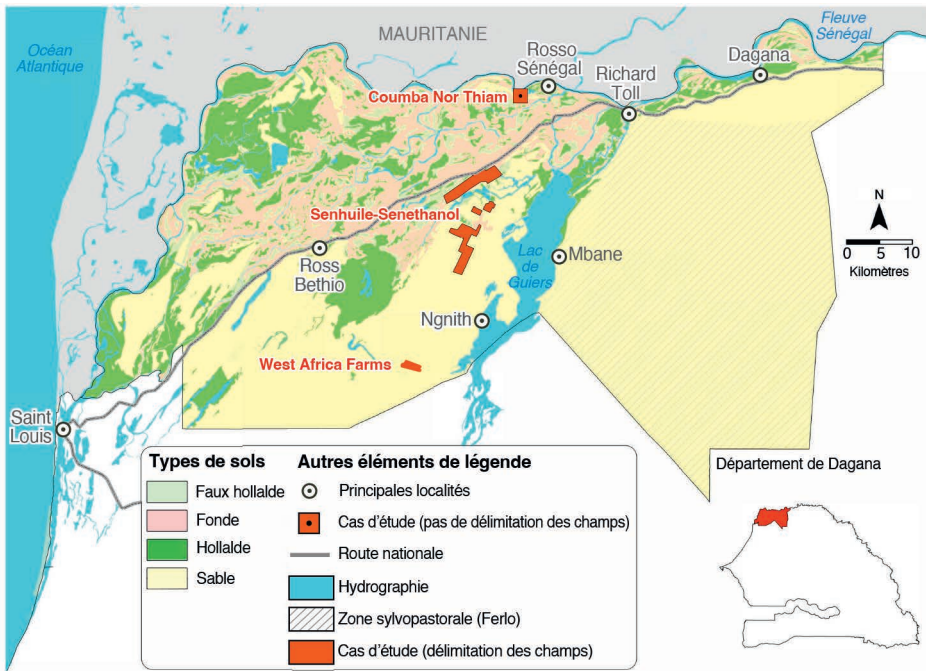 Océan
Atlantique
MAURITANIE
Fleuve
Sénégal
Rosso
Sénégal
Richard
Toll
Dagana
Coumba Nor Thiam
Senhuile-Senethanol
Ross
Bethio
Lac
de
Guiers
Mbane
Ngnith
West Africa Farms
Saint
Louis
N
0 5 10
Kilomètres
Types de sols
Faux hollalde
Fonde
Hollalde
Sable
Autres éléments de légende
Principales localités
Cas d'étude (pas de délimitation des champs)
Route nationale
Hydrographie
Zone sylvopastorale (Ferlo)
Cas d'étude (délimitation des champs)
Département de Dagana